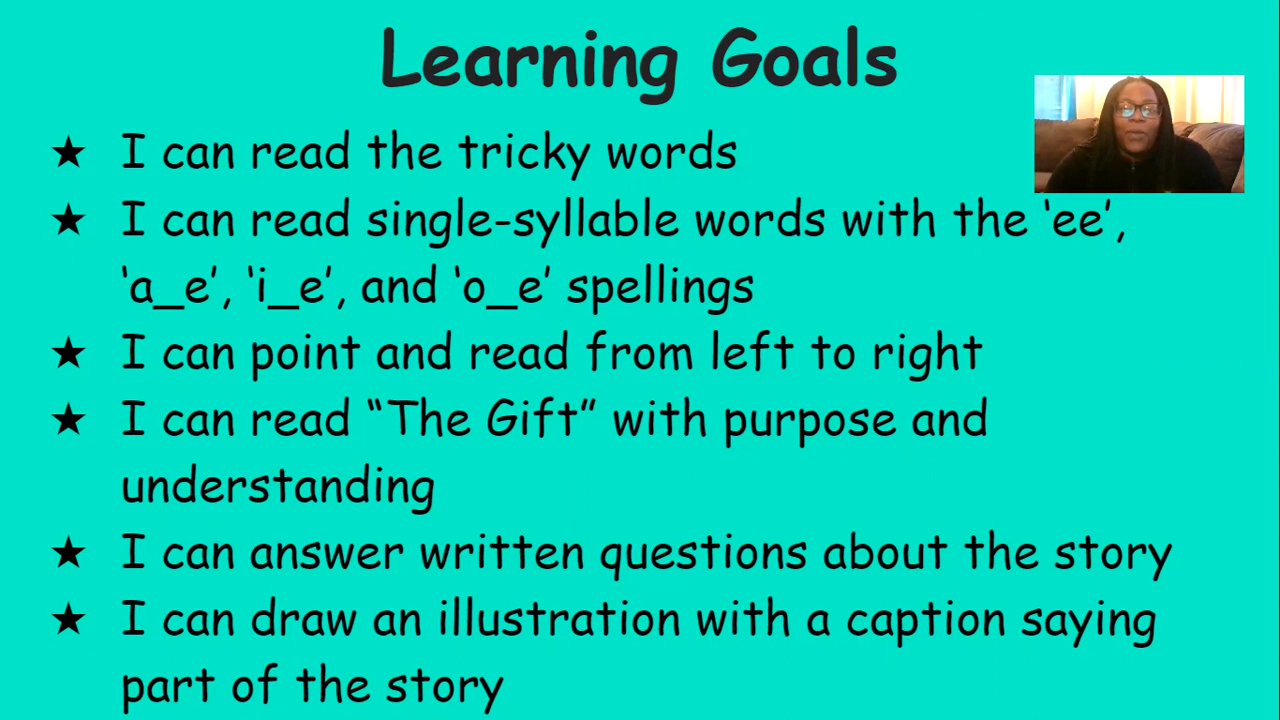 Learning Goals
★ I can read the tricky words
★ I can read single-syllable words with the ‘ee’,
‘a_e’, ‘i_e’, and ‘o_e’ spellings
★ I can point and read from left to right
★ I can read “The Gift” with purpose and
understanding
★ I can answer written questions about the story
★ I can draw an illustration with a caption saying
part of the story